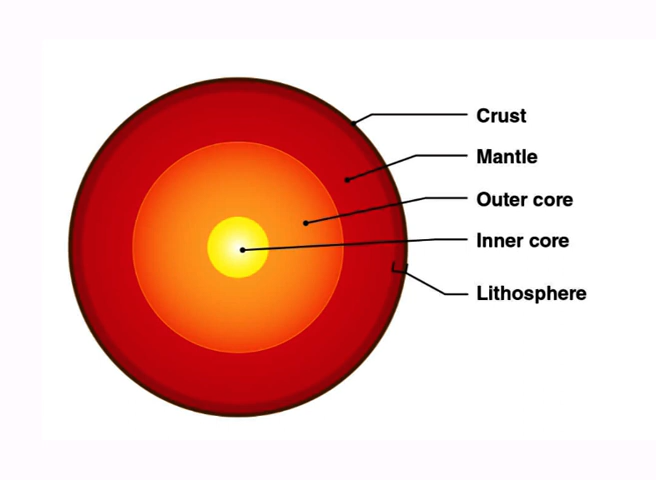 Crust
Mantle
Outer core
Inner core
Lithosphere